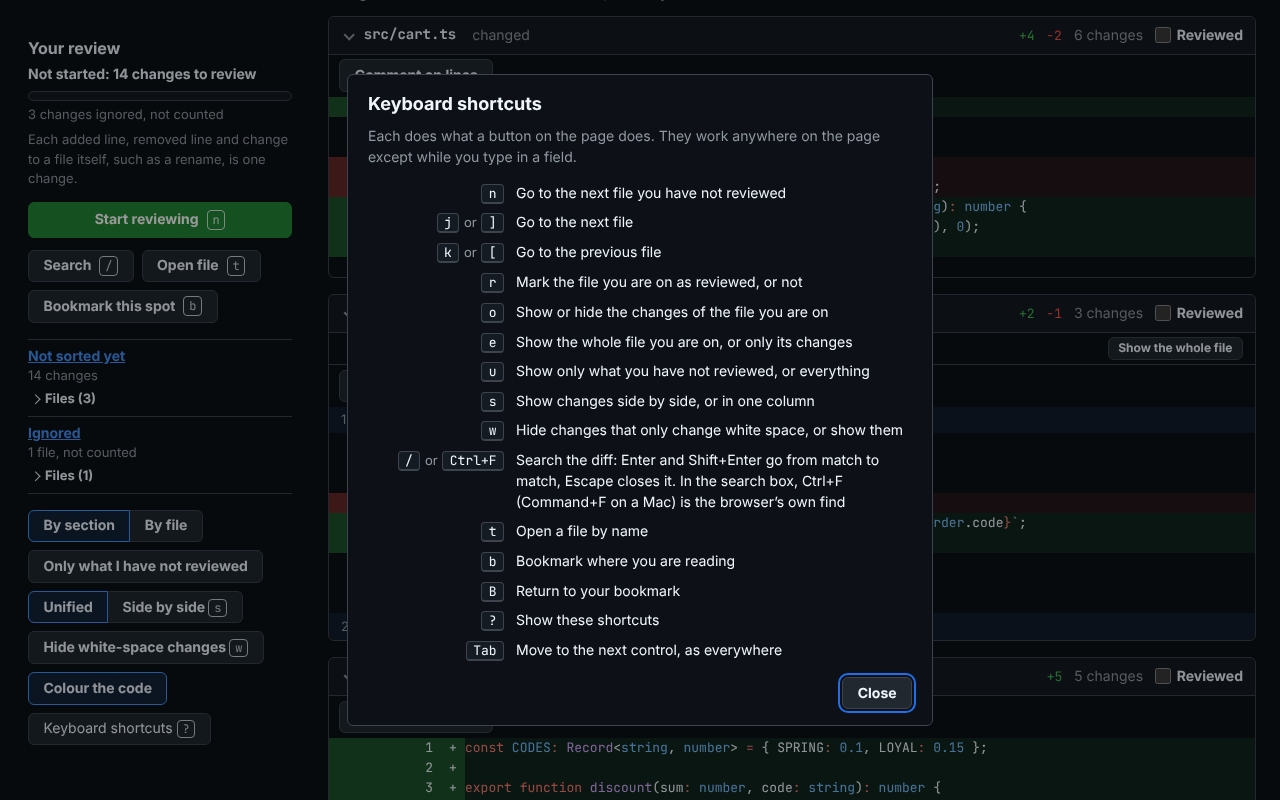 Your review
Not started: 14 changes to review
3 changes ignored, not counted
Each added line, removed line and change
to a file itself, such as a rename, is one
change.
Start reviewing n
Search / Open file t
Bookmark this spot b
Not sorted yet
14 changes
Files (3)
Ignored
1 file, not counted
Files (1)
By section By file
Only what I have not reviewed
Unified Side by side s
Hide white-space changes w
Colour the code
Keyboard shortcuts ?
src/cart.ts changed +4 -2 6 changes Reviewed
;
g): number {
), 0);
+2 -1 3 changes Reviewed
Show the whole file
1
rder.code}`;
2
+5 5 changes Reviewed
1 + const CODES: Record<string, number> = { SPRING: 0.1, LOYAL: 0.15 };
2 +
3 + export function discount(sum: number, code: string): number {
Keyboard shortcuts
Each does what a button on the page does. They work anywhere on the page
except while you type in a field.
n Go to the next file you have not reviewed
j or ] Go to the next file
k or [ Go to the previous file
r Mark the file you are on as reviewed, or not
o Show or hide the changes of the file you are on
e Show the whole file you are on, or only its changes
u Show only what you have not reviewed, or everything
s Show changes side by side, or in one column
w Hide changes that only change white space, or show them
/ or Ctrl+F Search the diff: Enter and Shift+Enter go from match to
match, Escape closes it. In the search box, Ctrl+F
(Command+F on a Mac) is the browser’s own find
t Open a file by name
b Bookmark where you are reading
B Return to your bookmark
? Show these shortcuts
Tab Move to the next control, as everywhere
Close